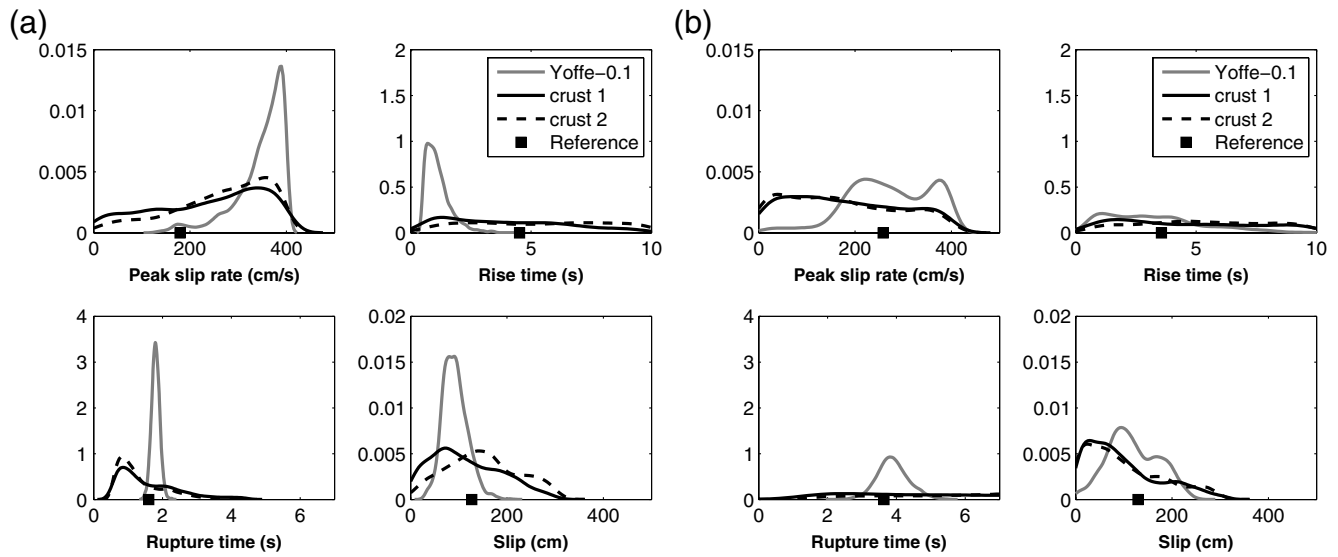 (a)
0.015
0.01
0.005
0
0 200 400
Peak slip rate (cm/s)
2
1.5
1
0.5
0
0 5 10
Rise time (s)
Yoffe−0.1
crust 1
crust 2
Reference
4
3
2
1
0
0 2 4 6
Rupture time (s)
0.02
0.015
0.01
0.005
0
0 200 400
Slip (cm)
(b)
0.015
0.01
0.005
0
0 200 400
Peak slip rate (cm/s)
2
1.5
1
0.5
0
0 5 10
Rise time (s)
Yoffe−0.1
crust 1
crust 2
Reference
4
3
2
1
0
0 2 4 6
Rupture time (s)
0.02
0.015
0.01
0.005
0
0 200 400
Slip (cm)